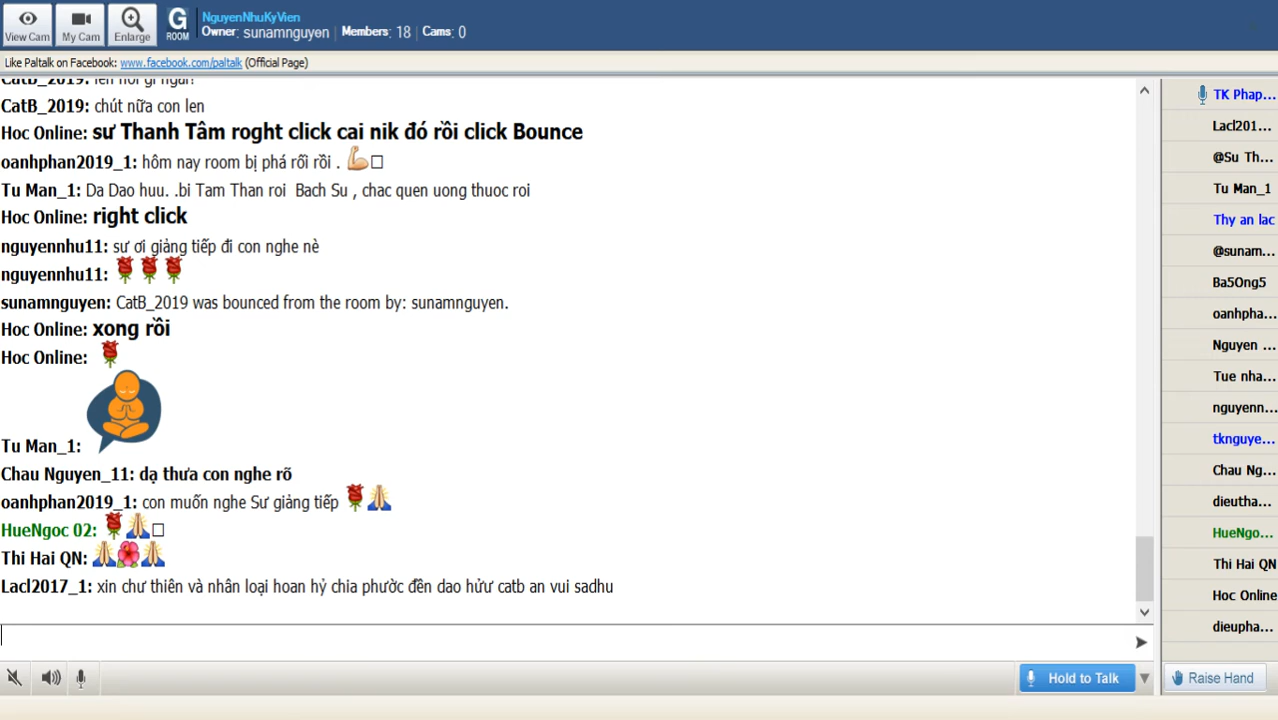 View Cam
My Cam
Enlarge
G
ROOM
NguyenNhuKyVien
Owner: sunamnguyen | Members: 18 | Cams: 0
Like Paltalk on Facebook: www.facebook.com/paltalk (Official Page)
CatB_2019:
CatB_2019: chút nữa con len
Hoc Online: sư Thanh Tâm roght click cai nik đó rồi click Bounce
oanhphan2019_1: hôm nay room bị phá rối rồi .
Tu Man_1: Da Dao huu. .bi Tam Than roi Bach Su , chac quen uong thuoc roi
Hoc Online: right click
nguyennhu11: sư ơi giảng tiếp đi con nghe nè
nguyennhu11:
sunamnguyen: CatB_2019 was bounced from the room by: sunamnguyen.
Hoc Online: xong rồi
Hoc Online:
Tu Man_1:
Chau Nguyen_11: dạ thưa con nghe rõ
oanhphan2019_1: con muốn nghe Sư giảng tiếp
HueNgoc 02:
Thi Hai QN:
Lacl2017_1: xin chư thiên và nhân loại hoan hỷ chia phước đên dao hửư catb an vui sadhu
TK Phap...
Lacl201...
@Su Th...
Tu Man_1
Thy an lac
@sunam...
Ba5Ong5
oanhpha...
Nguyen ...
Tue nha...
nguyenn...
tknguye...
Chau Ng...
dieutha...
HueNgo...
Thi Hai QN
Hoc Online
dieupha...
Hold to Talk
Raise Hand